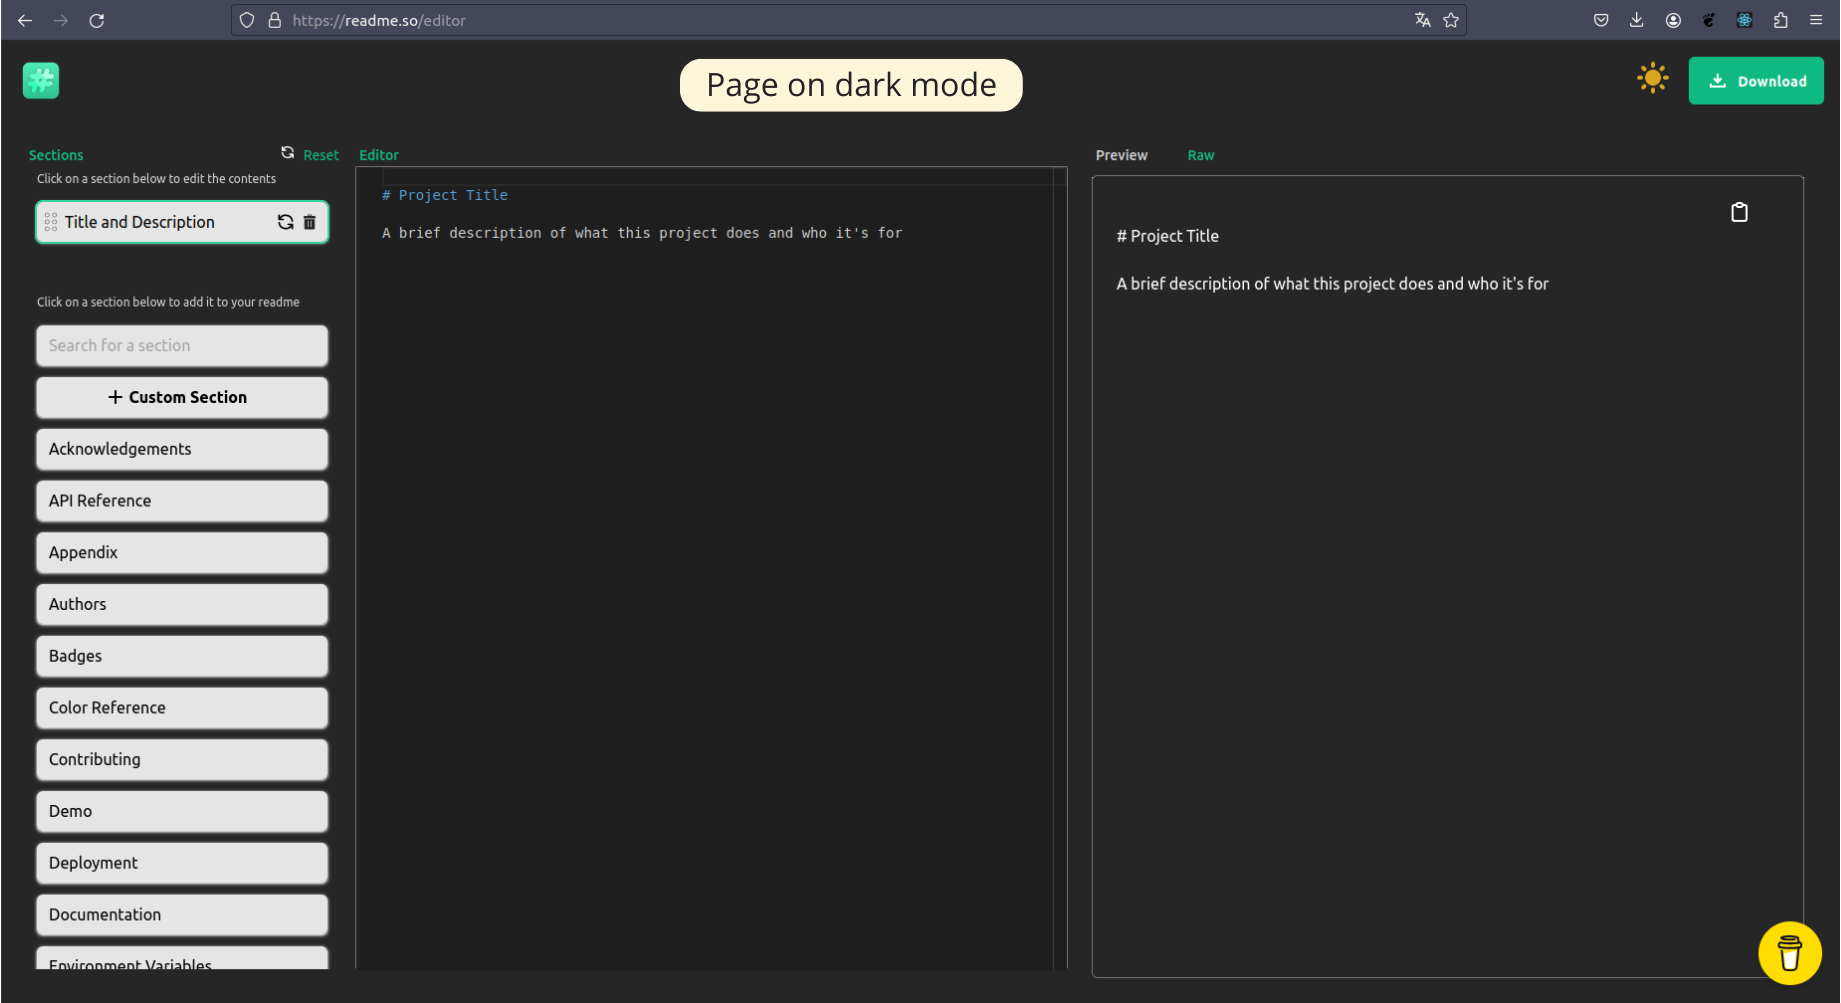 https://readme.so/editor
Page on dark mode
Download
Sections
Reset
Click on a section below to edit the contents
Title and Description
Click on a section below to add it to your readme
Search for a section
+ Custom Section
Acknowledgements
API Reference
Appendix
Authors
Badges
Color Reference
Contributing
Demo
Deployment
Documentation
Environment Variables
Editor
# Project Title
A brief description of what this project does and who it's for
Preview
Raw
# Project Title
A brief description of what this project does and who it's for